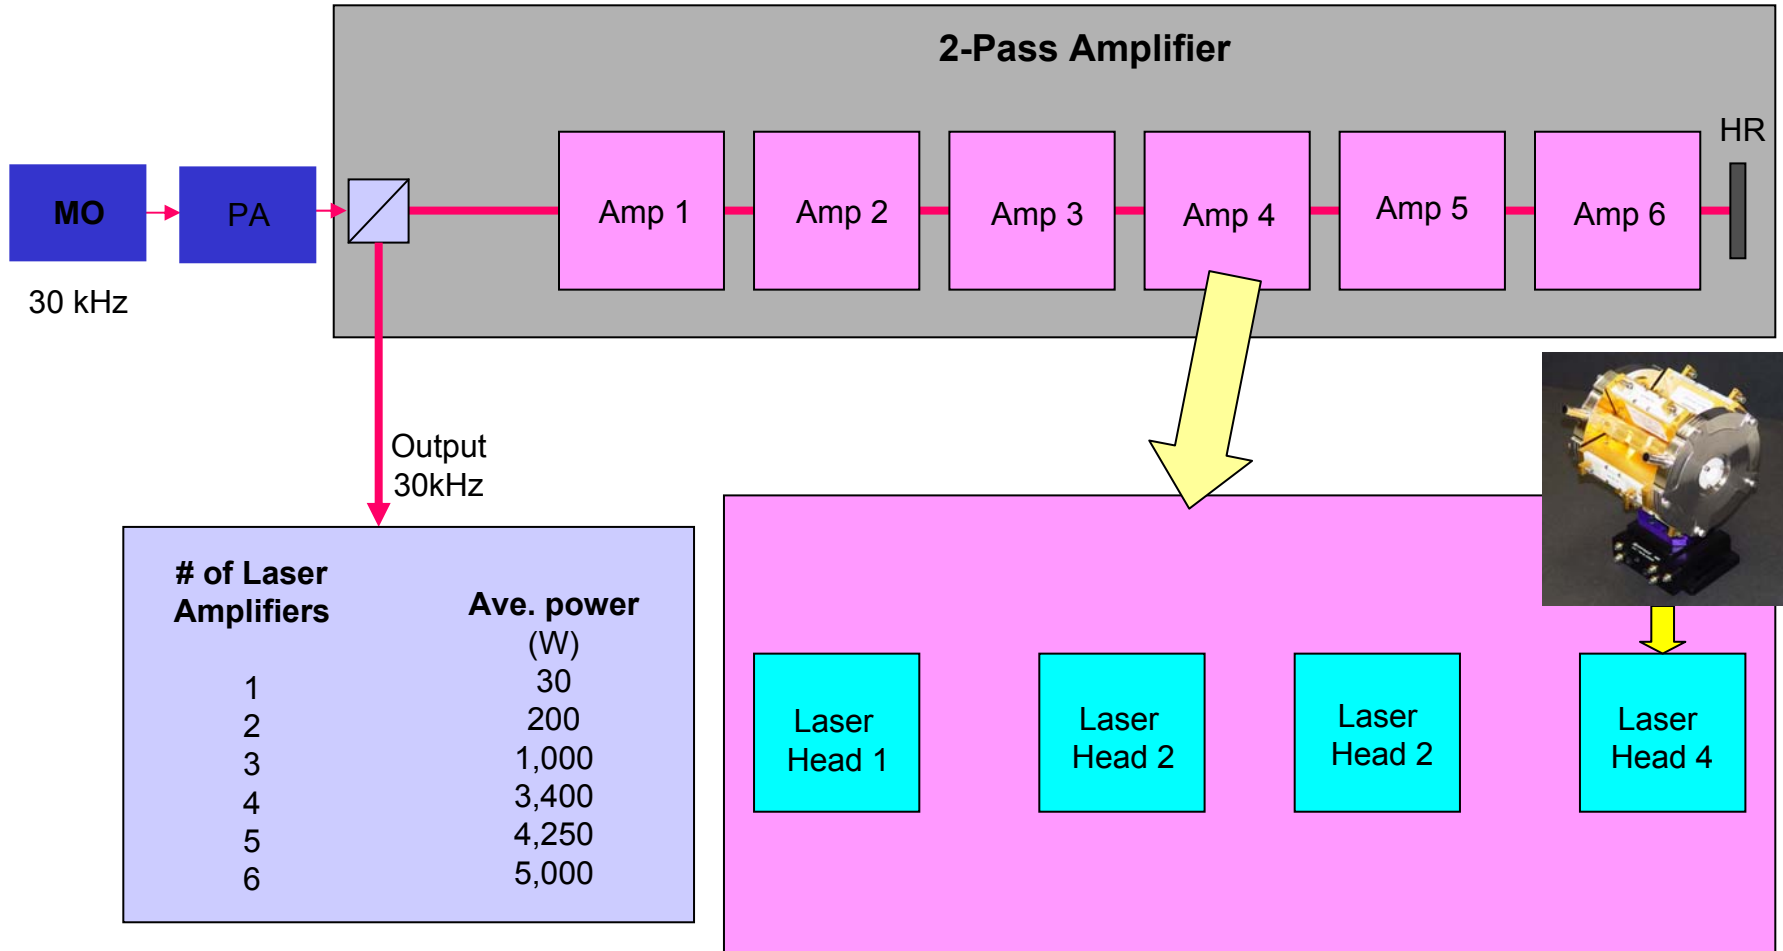 2-Pass Amplifier
HR
MO
PA
Amp 1
Amp 2
Amp 3
Amp 4
Amp 5
Amp 6
30 kHz
Output
30kHz
# of Laser
Amplifiers
Ave. power
(W)
1 30
2 200
3 1,000
4 3,400
5 4,250
6 5,000
Laser
Head 1
Laser
Head 2
Laser
Head 2
Laser
Head 4